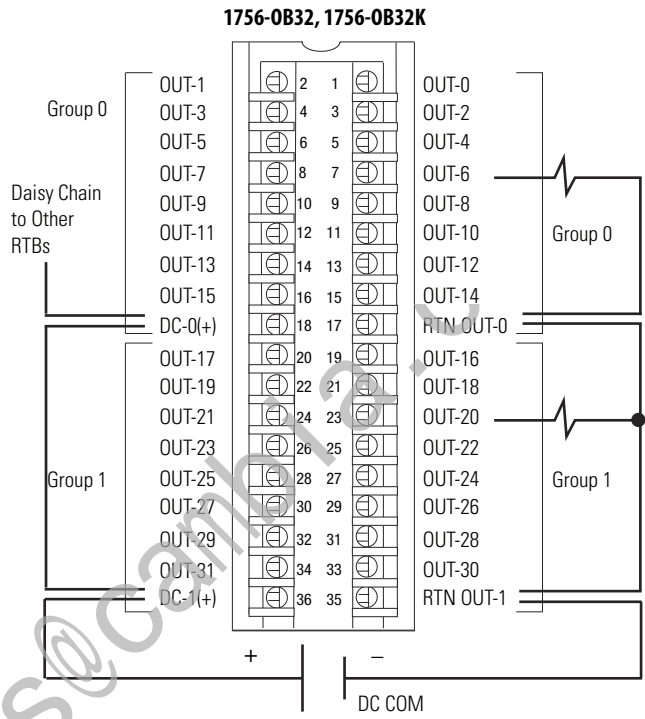 1756-OB32, 1756-OB32K
OUT-1 2 1 OUT-0
Group 0 OUT-3 4 3 OUT-2
OUT-5 6 5 OUT-4
OUT-7 8 7 OUT-6
Daisy Chain
to Other
RTBs
OUT-9 10 9 OUT-8
OUT-11 12 11 OUT-10 Group 0
OUT-13 14 13 OUT-12
OUT-15 16 15 OUT-14
DC-0(+) 18 17 RTN OUT-0
OUT-17 20 19 OUT-16
OUT-19 22 21 OUT-18
OUT-21 24 23 OUT-20
OUT-23 26 25 OUT-22
Group 1 OUT-25 28 27 OUT-24 Group 1
OUT-27 30 29 OUT-26
OUT-29 32 31 OUT-28
OUT-31 34 33 OUT-30
DC-1(+) 36 35 RTN OUT-1
+ –
DC COM
s@cambia.